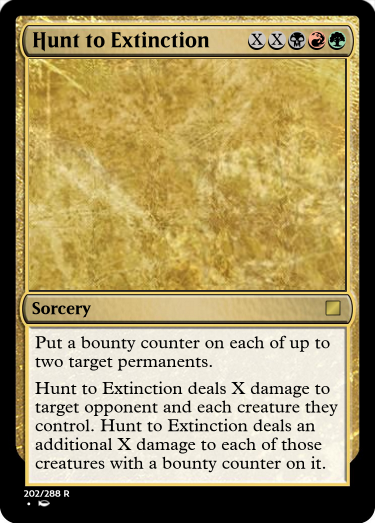 Hunt to Extinction X X
Sorcery
Put a bounty counter on each of up to
two target permanents.
Hunt to Extinction deals X damage to
target opponent and each creature they
control. Hunt to Extinction deals an
additional X damage to each of those
creatures with a bounty counter on it.
202/288 R